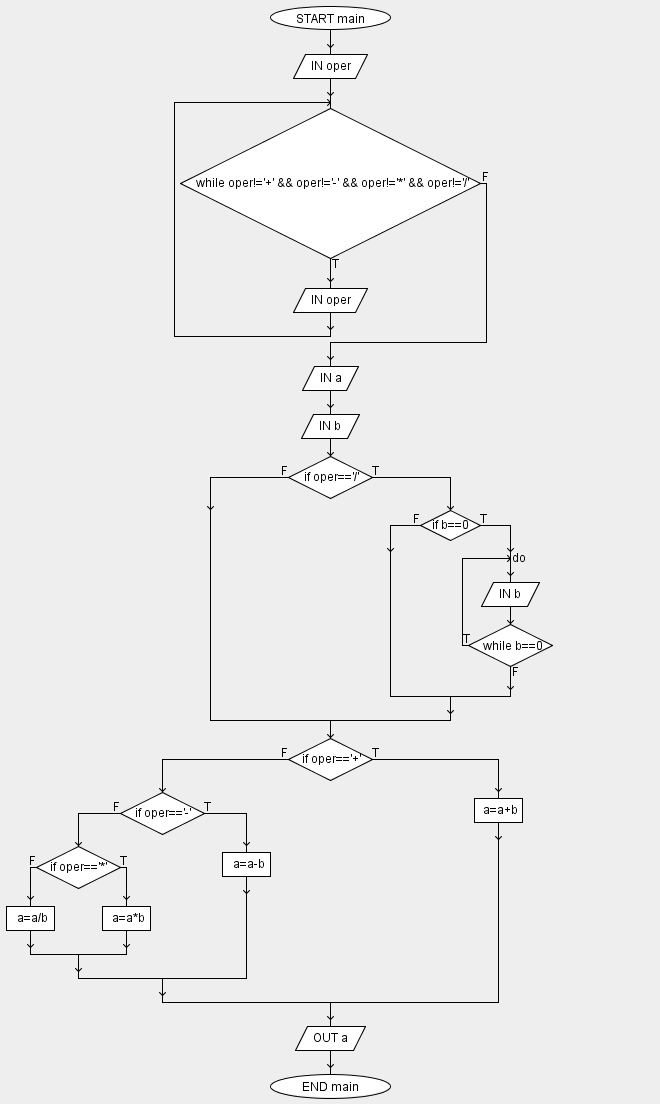 START main
IN oper
while oper!='+' && oper!='-' && oper!='*' && oper!='/'
F
T
IN oper
IN a
IN b
F
if oper=='/'
T
F
if b==0
T
do
IN b
T
while b==0
F
F
if oper=='+'
T
F
if oper=='-'
T
a=a+b
F
if oper=='*'
T
a=a-b
a=a/b
a=a*b
OUT a
END main